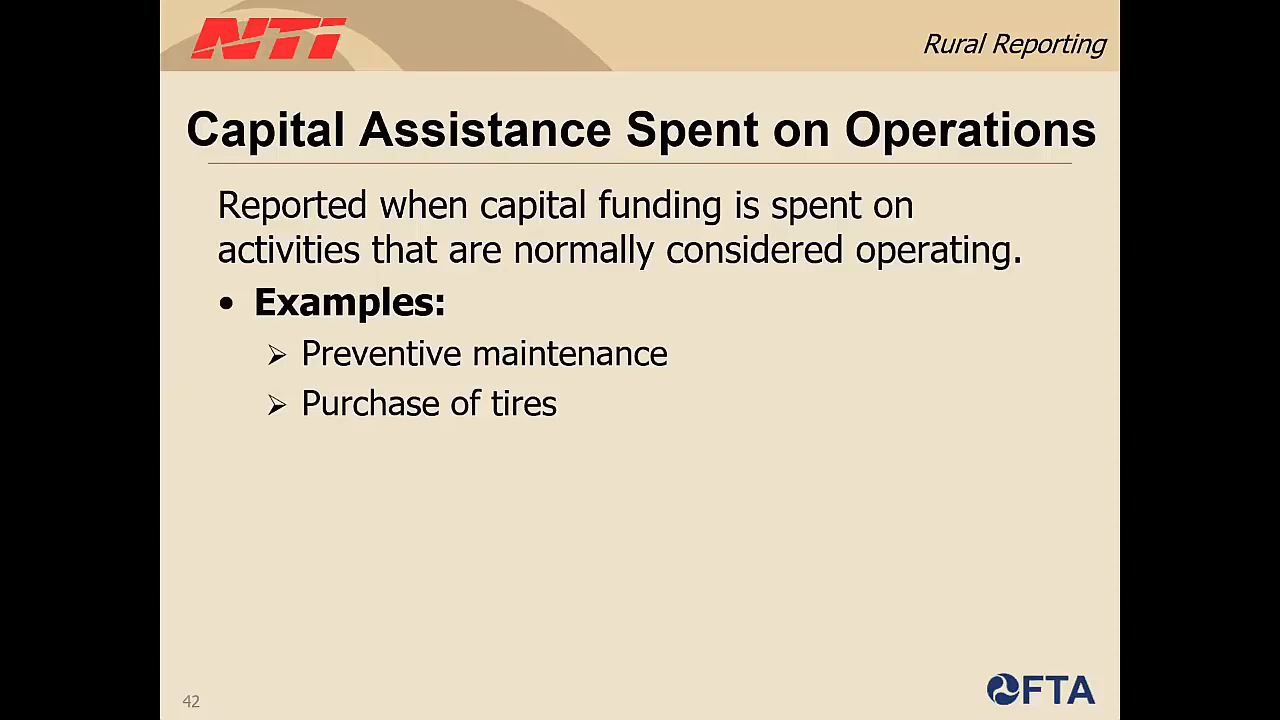 NTI
Rural Reporting
Capital Assistance Spent on Operations
Reported when capital funding is spent on
activities that are normally considered operating.
• Examples:
➢ Preventive maintenance
➢ Purchase of tires
42
FTA